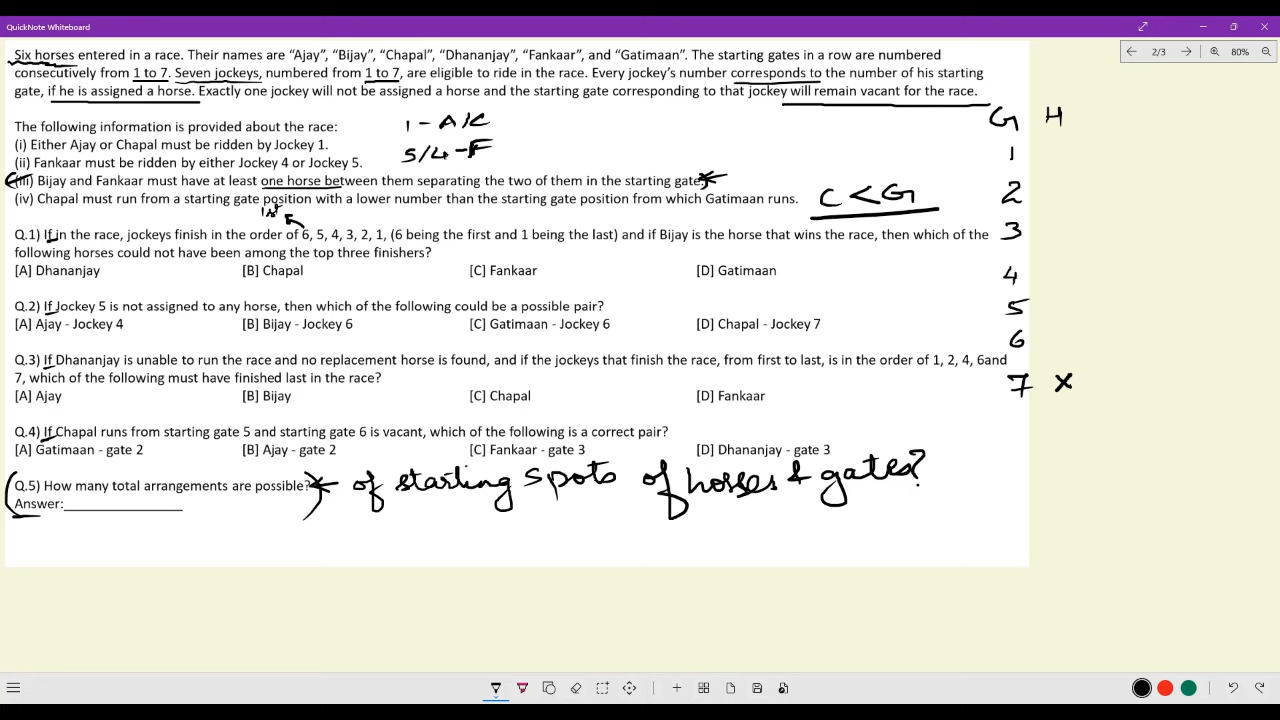 QuickNote Whiteboard
2/3
80%
Six horses entered in a race. Their names are “Ajay”, “Bijay”, “Chapal”, “Dhananjay”, “Fankaar”, and “Gatimaan”. The starting gates in a row are numbered
consecutively from 1 to 7. Seven jockeys, numbered from 1 to 7, are eligible to ride in the race. Every jockey’s number corresponds to the number of his starting
gate, if he is assigned a horse. Exactly one jockey will not be assigned a horse and the starting gate corresponding to that jockey will remain vacant for the race.
G H
The following information is provided about the race:
1 - A/C
(i) Either Ajay or Chapal must be ridden by Jockey 1.
5/4 - F
1
(ii) Fankaar must be ridden by either Jockey 4 or Jockey 5.
(iii) Bijay and Fankaar must have at least one horse between them separating the two of them in the starting gate.
(iv) Chapal must run from a starting gate position with a lower number than the starting gate position from which Gatimaan runs.
C < G
2
1st
Q.1) If in the race, jockeys finish in the order of 6, 5, 4, 3, 2, 1, (6 being the first and 1 being the last) and if Bijay is the horse that wins the race, then which of the
3
following horses could not have been among the top three finishers?
[A] Dhananjay [B] Chapal [C] Fankaar [D] Gatimaan
4
Q.2) If Jockey 5 is not assigned to any horse, then which of the following could be a possible pair?
5
[A] Ajay - Jockey 4 [B] Bijay - Jockey 6 [C] Gatimaan - Jockey 6 [D] Chapal - Jockey 7
6
Q.3) If Dhananjay is unable to run the race and no replacement horse is found, and if the jockeys that finish the race, from first to last, is in the order of 1, 2, 4, 6and
7, which of the following must have finished last in the race?
7 x
[A] Ajay [B] Bijay [C] Chapal [D] Fankaar
Q.4) If Chapal runs from starting gate 5 and starting gate 6 is vacant, which of the following is a correct pair?
[A] Gatimaan - gate 2 [B] Ajay - gate 2 [C] Fankaar - gate 3 [D] Dhananjay - gate 3
Q.5) How many total arrangements are possible? of starting spots of horses & gates?
Answer:__________________